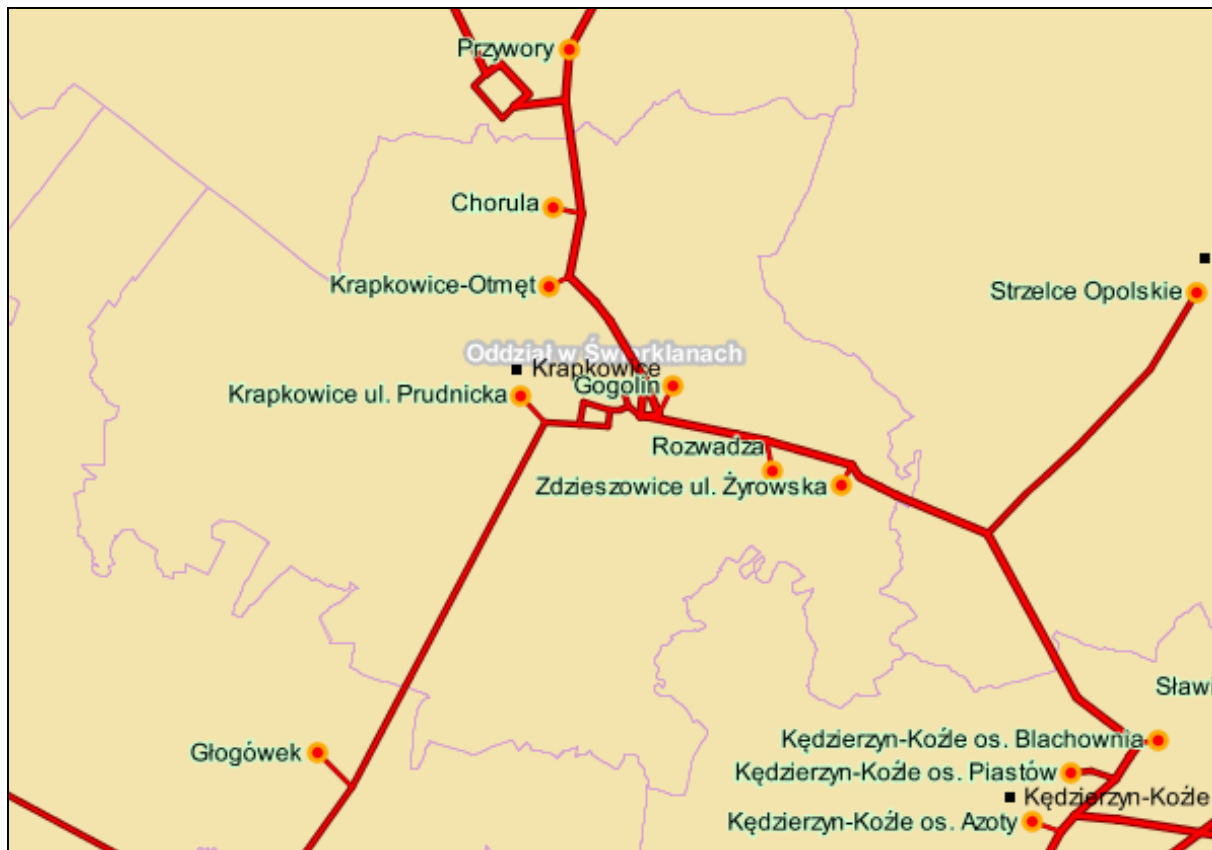 Przywory
Chorula
Krapkowice-Otmęt
Strzelce Opolskie
Oddział w Świerklanach
Krapkowice
Gogolin
Krapkowice ul. Prudnicka
Rozwadza
Zdzieszowice ul. Żyrowska
Sławi
Kędzierzyn-Koźle os. Blachownia
Głogówek
Kędzierzyn-Koźle os. Piastów
Kędzierzyn-Koźle
Kędzierzyn-Koźle os. Azoty